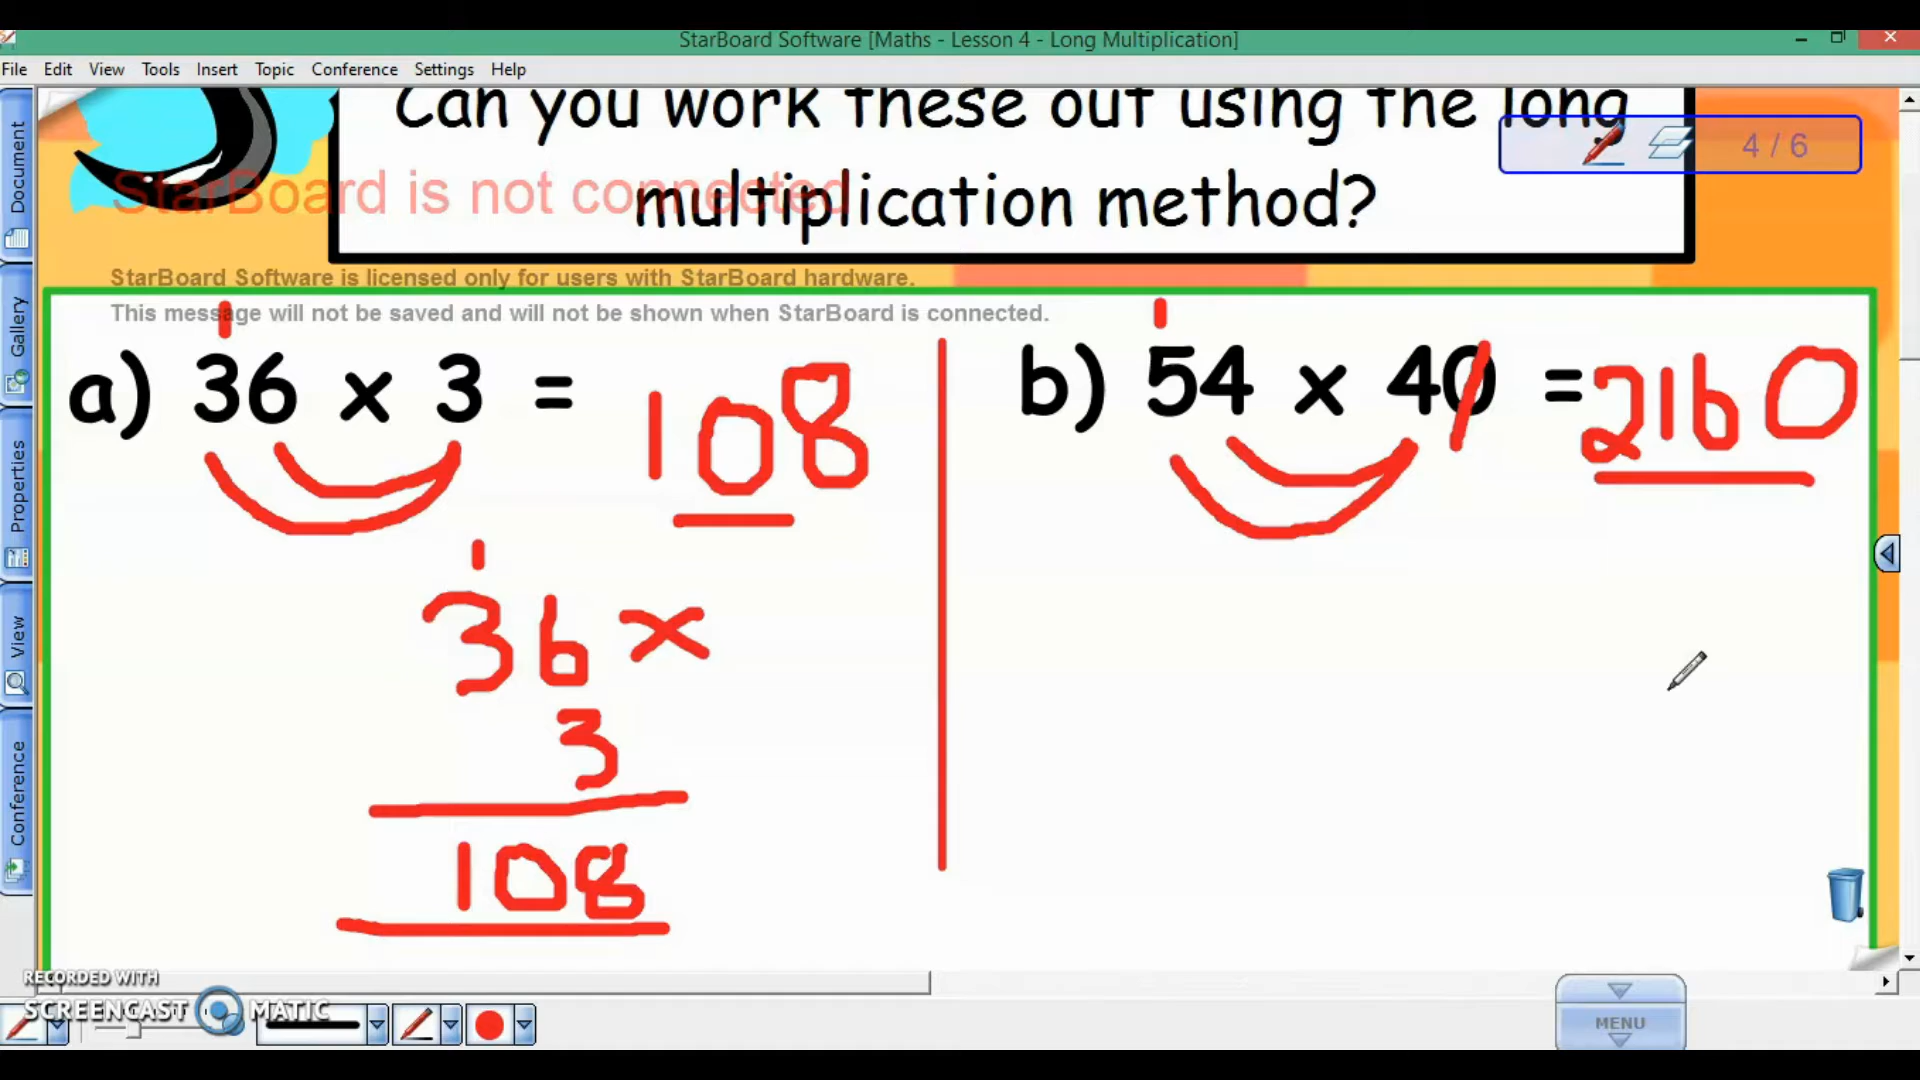 StarBoard Software [Maths - Lesson 4 - Long Multiplication]
File Edit View Tools Insert Topic Conference Settings Help
Can you work these out using the long
multiplication method?
4 / 6
StarBoard is not connected
StarBoard Software is licensed only for users with StarBoard hardware.
This message will not be saved and will not be shown when StarBoard is connected.
Document
Gallery
Properties
View
Conference
1
a) 36 x 3 = 108
1
36 x
3
108
1
b) 54 x 40 = 2160
RECORDED WITH
SCREENCAST MATIC
MENU